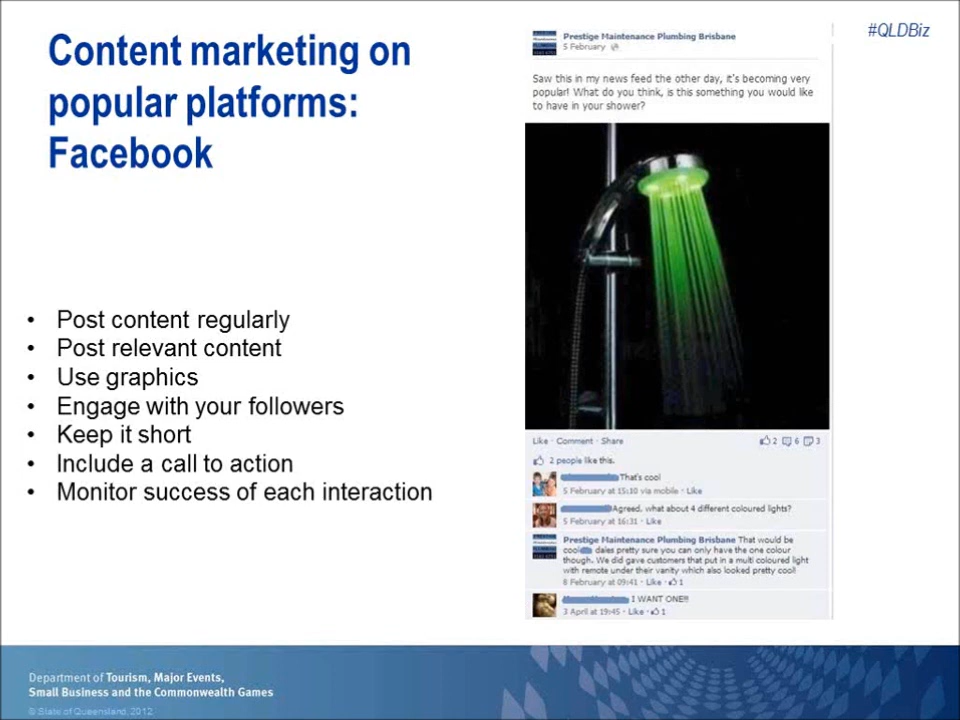 Content marketing on
popular platforms:
Facebook
#QLDBiz
Post content regularly
Post relevant content
Use graphics
Engage with your followers
Keep it short
Include a call to action
Monitor success of each interaction
Prestige Maintenance Plumbing Brisbane
5 February
Saw this in my news feed the other day, it's becoming very
popular! What do you think, is this something you would like
to have in your shower?
Like · Comment · Share 2 6 3
2 people like this.
That's cool
5 February at 15:10 via mobile · Like
Agreed, what about 4 different coloured lights?
5 February at 16:31 · Like
Prestige Maintenance Plumbing Brisbane That would be
cool dales pretty sure you can only have the one colour
though. We did gave customers that put in a multi coloured light
with remote under their vanity which also looked pretty cool!
8 February at 09:41 · Like · 1
I WANT ONE!!!
3 April at 19:45 · Like · 1
Department of Tourism, Major Events,
Small Business and the Commonwealth Games
© State of Queensland, 2012